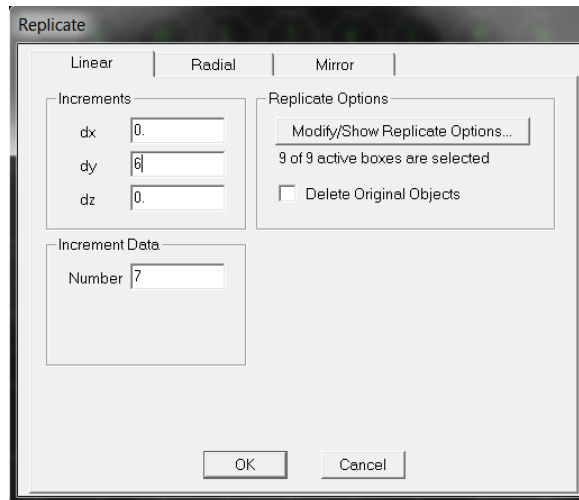 Replicate
Linear
Radial
Mirror
Increments
dx 0.
dy 6
dz 0.
Replicate Options
Modify/Show Replicate Options...
9 of 9 active boxes are selected
Delete Original Objects
Increment Data
Number 7
OK
Cancel